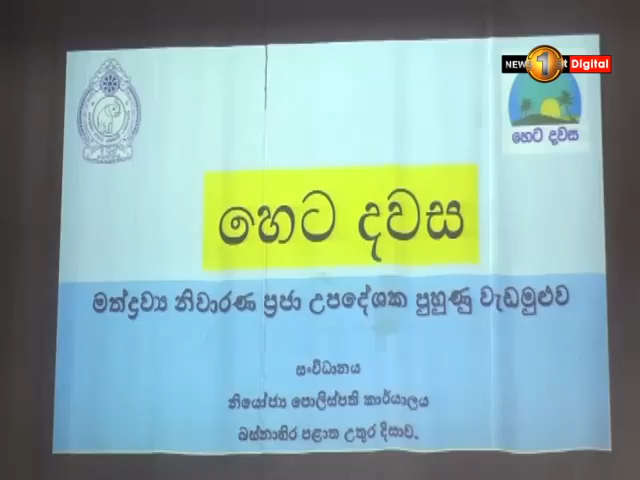 NEWS 1st Digital
හෙට දවස
හෙට දවස
මත්ද්‍රව්‍ය නිවාරණ ප්‍රජා උපදේශක පුහුණු වැඩමුළුව
සංවිධානය
නියෝජ්‍ය පොලිස්පති කාර්යාලය
බස්නාහිර පළාත උතුර දිසාව.